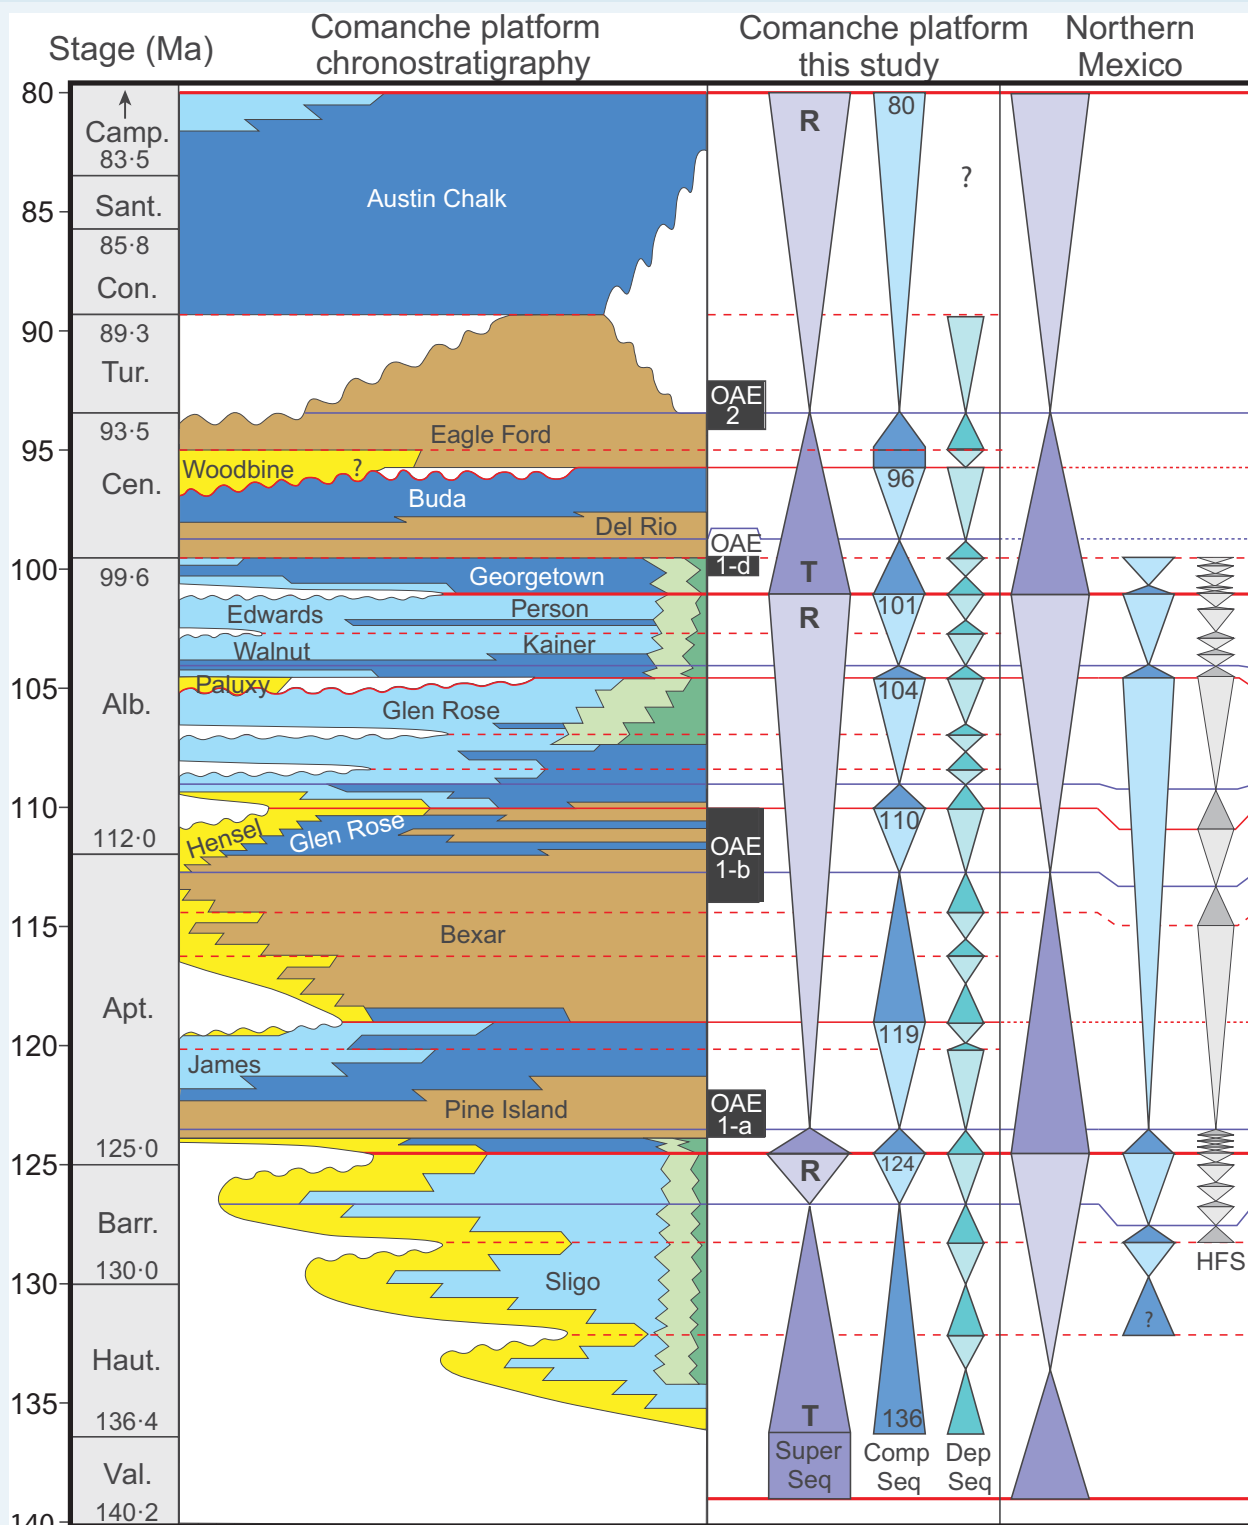 Stage (Ma)
Comanche platform
chronostratigraphy
Comanche platform
this study
Northern
Mexico
80
85
90
95
100
105
110
115
120
125
130
135
140
Camp.
83·5
Sant.
85·8
Con.
89·3
Tur.
93·5
Cen.
99·6
Alb.
112·0
Apt.
125·0
Barr.
130·0
Haut.
136·4
Val.
140·2
Austin Chalk
Eagle Ford
Woodbine
?
Buda
Del Rio
Georgetown
Edwards
Person
Walnut
Kainer
Paluxy
Glen Rose
Hensel
Glen Rose
Bexar
James
Pine Island
Sligo
OAE
2
OAE
1-d
OAE
1-b
OAE
1-a
R
T
R
R
T
Super
Seq
80
96
101
104
110
119
124
136
Comp
Seq
?
Dep
Seq
?
HFS